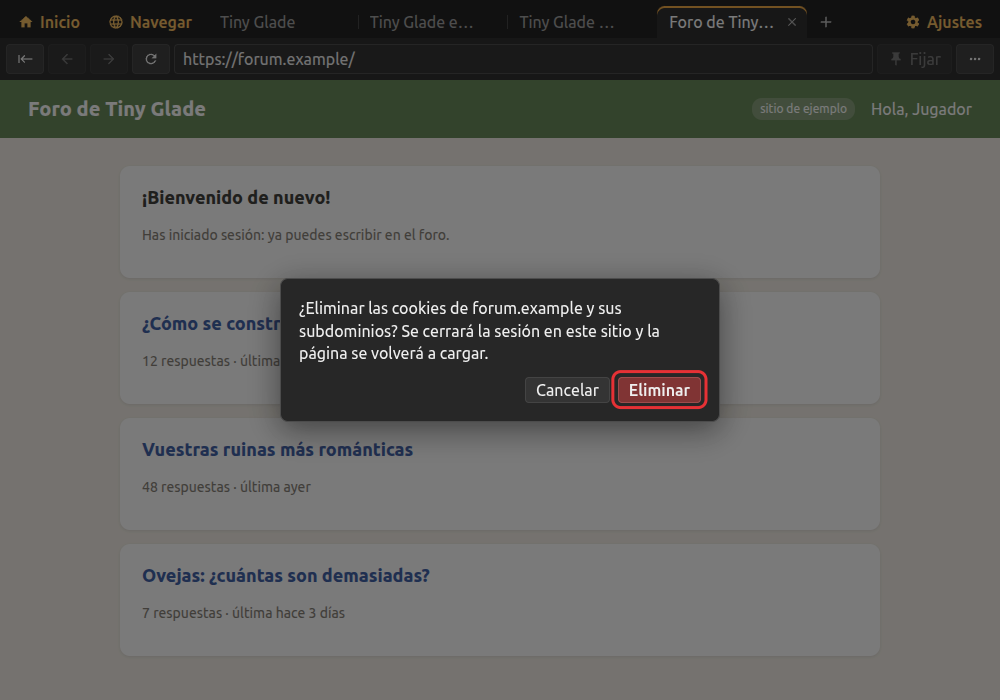 Inicio
Navegar
Tiny Glade
Tiny Glade e...
Tiny Glade ...
Foro de Tiny...
Ajustes
https://forum.example/
Fijar
Foro de Tiny Glade
sitio de ejemplo
Hola, Jugador
¡Bienvenido de nuevo!
Has iniciado sesión: ya puedes escribir en el foro.
¿Cómo se constr
12 respuestas · última
¿Eliminar las cookies de forum.example y sus
subdominios? Se cerrará la sesión en este sitio y la
página se volverá a cargar.
Cancelar
Eliminar
Vuestras ruinas más románticas
48 respuestas · última ayer
Ovejas: ¿cuántas son demasiadas?
7 respuestas · última hace 3 días